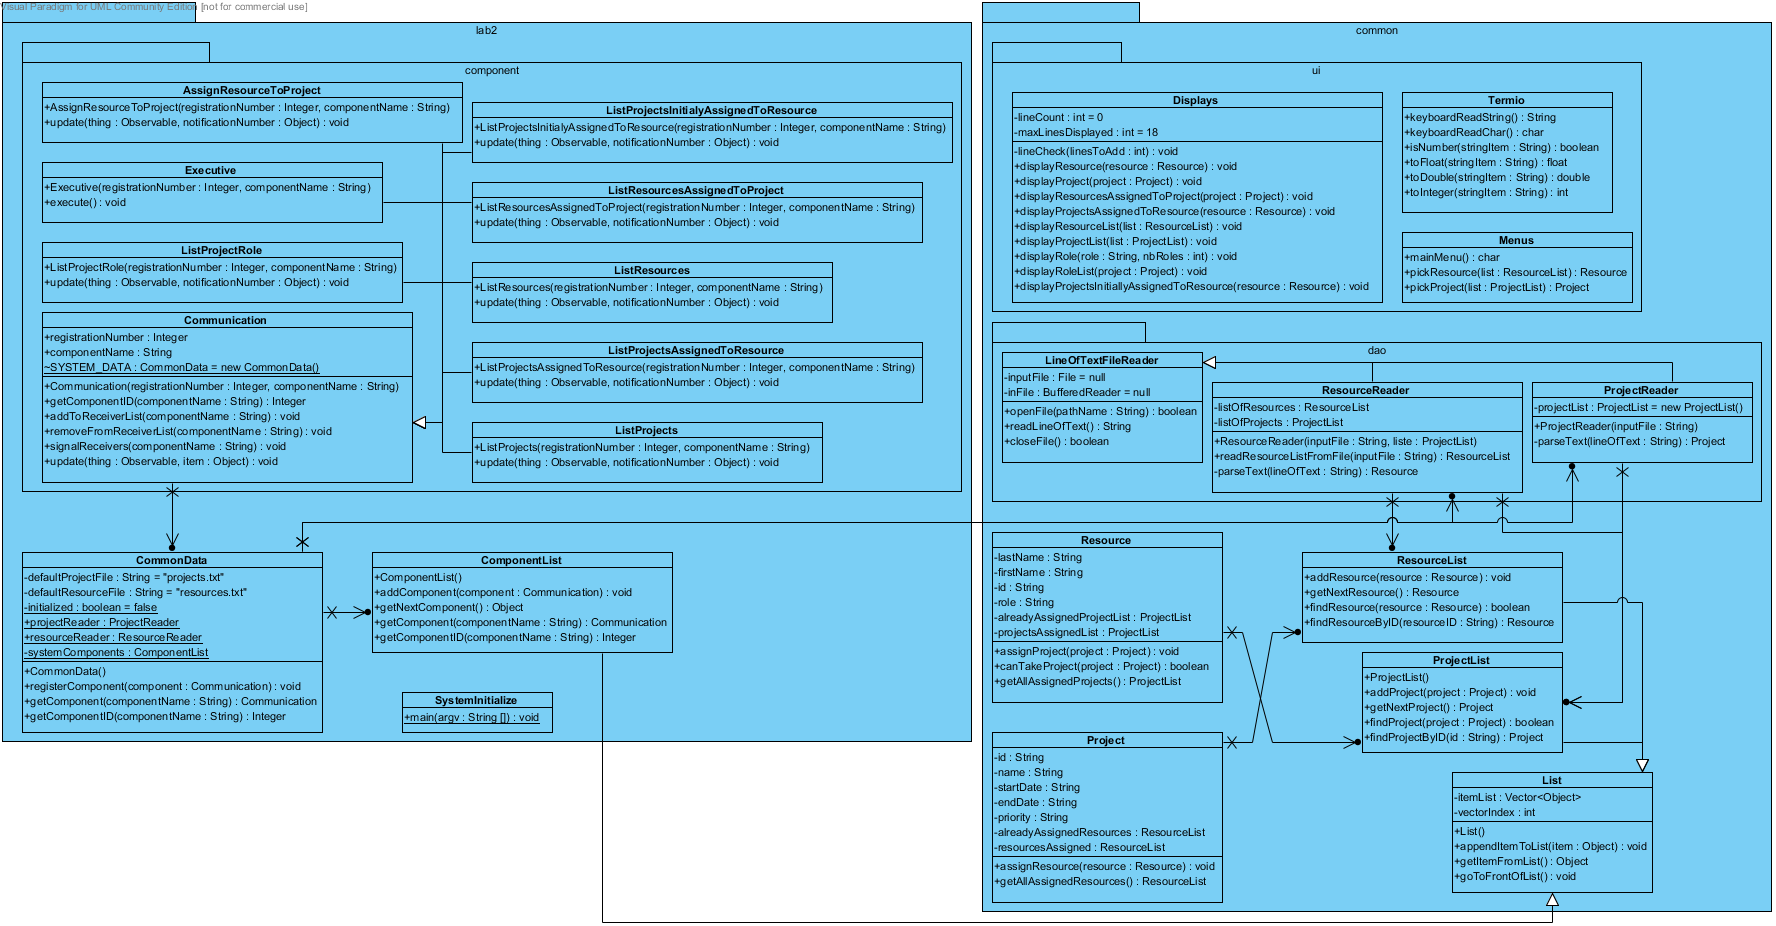 Visual Paradigm for UML Community Edition [not for commercial use]
lab2
component
AssignResourceToProject
+AssignResourceToProject(registrationNumber : Integer, componentName : String)
+update(thing : Observable, notificationNumber : Object) : void
ListProjectsInitialyAssignedToResource
+ListProjectsInitialyAssignedToResource(registrationNumber : Integer, componentName : String)
+update(thing : Observable, notificationNumber : Object) : void
Executive
+Executive(registrationNumber : Integer, componentName : String)
+execute() : void
ListResourcesAssignedToProject
+ListResourcesAssignedToProject(registrationNumber : Integer, componentName : String)
+update(thing : Observable, notificationNumber : Object) : void
ListProjectRole
+ListProjectRole(registrationNumber : Integer, componentName : String)
+update(thing : Observable, notificationNumber : Object) : void
ListResources
+ListResources(registrationNumber : Integer, componentName : String)
+update(thing : Observable, notificationNumber : Object) : void
Communication
+registrationNumber : Integer
+componentName : String
~SYSTEM_DATA : CommonData = new CommonData()
+Communication(registrationNumber : Integer, componentName : String)
+getComponentID(componentName : String) : Integer
+addToReceiverList(componentName : String) : void
+removeFromReceiverList(componentName : String) : void
+signalReceivers(componentName : String) : void
+update(thing : Observable, item : Object) : void
ListProjectsAssignedToResource
+ListProjectsAssignedToResource(registrationNumber : Integer, componentName : String)
+update(thing : Observable, notificationNumber : Object) : void
ListProjects
+ListProjects(registrationNumber : Integer, componentName : String)
+update(thing : Observable, notificationNumber : Object) : void
CommonData
-defaultProjectFile : String = "projects.txt"
-defaultResourceFile : String = "resources.txt"
-initialized : boolean = false
+projectReader : ProjectReader
+resourceReader : ResourceReader
-systemComponents : ComponentList
+CommonData()
+registerComponent(component : Communication) : void
+getComponent(componentName : String) : Communication
+getComponentID(componentName : String) : Integer
ComponentList
+ComponentList()
+addComponent(component : Communication) : void
+getNextComponent() : Object
+getComponent(componentName : String) : Communication
+getComponentID(componentName : String) : Integer
SystemInitialize
+main(argv : String []) : void
common
ui
Displays
-lineCount : int = 0
-maxLinesDisplayed : int = 18
-lineCheck(linesToAdd : int) : void
+displayResource(resource : Resource) : void
+displayProject(project : Project) : void
+displayResourcesAssignedToProject(project : Project) : void
+displayProjectsAssignedToResource(resource : Resource) : void
+displayResourceList(list : ResourceList) : void
+displayProjectList(list : ProjectList) : void
+displayRole(role : String, nbRoles : int) : void
+displayRoleList(project : Project) : void
+displayProjectsInitiallyAssignedToResource(resource : Resource) : void
Termio
+keyboardReadString() : String
+keyboardReadChar() : char
+isNumber(stringItem : String) : boolean
+toFloat(stringItem : String) : float
+toDouble(stringItem : String) : double
+toInteger(stringItem : String) : int
Menus
+mainMenu() : char
+pickResource(list : ResourceList) : Resource
+pickProject(list : ProjectList) : Project
dao
LineOfTextFileReader
-inputFile : File = null
-inFile : BufferedReader = null
+openFile(pathName : String) : boolean
+readLineOfText() : String
+closeFile() : boolean
ResourceReader
-listOfResources : ResourceList
-listOfProjects : ProjectList
+ResourceReader(inputFile : String, liste : ProjectList)
+readResourceListFromFile(inputFile : String) : ResourceList
-parseText(lineOfText : String) : Resource
ProjectReader
-projectList : ProjectList = new ProjectList()
+ProjectReader(inputFile : String)
-parseText(lineOfText : String) : Project
Resource
-lastName : String
-firstName : String
-id : String
-role : String
-alreadyAssignedProjectList : ProjectList
-projectsAssignedList : ProjectList
+assignProject(project : Project) : void
+canTakeProject(project : Project) : boolean
+getAllAssignedProjects() : ProjectList
ResourceList
+addResource(resource : Resource) : void
+getNextResource() : Resource
+findResource(resource : Resource) : boolean
+findResourceByID(resourceID : String) : Resource
ProjectList
+ProjectList()
+addProject(project : Project) : void
+getNextProject() : Project
+findProject(project : Project) : boolean
+findProjectByID(id : String) : Project
Project
-id : String
-name : String
-startDate : String
-endDate : String
-priority : String
-alreadyAssignedResources : ResourceList
-resourcesAssigned : ResourceList
+assignResource(resource : Resource) : void
+getAllAssignedResources() : ResourceList
List
-itemList : Vector<Object>
-vectorIndex : int
+List()
+appendItemToList(item : Object) : void
+getItemFromList() : Object
+goToFrontOfList() : void